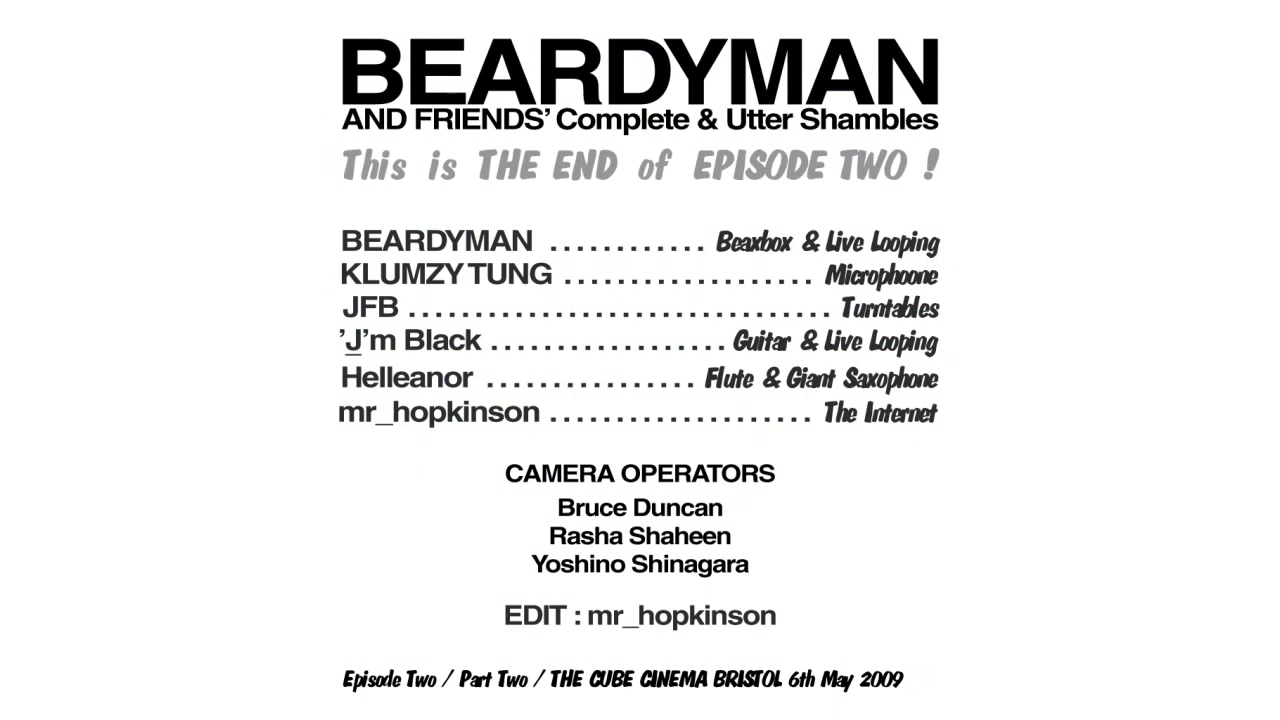 BEARDYMAN
AND FRIENDS' Complete & Utter Shambles
This is THE END of EPISODE TWO !
BEARDYMAN ............ Beaxbox & Live Looping
KLUMZY TUNG ................... Microphoone
JFB ................................ Turntables
'J'm Black .................. Guitar & Live Looping
Helleanor ................ Flute & Giant Saxophone
mr_hopkinson .................... The Internet
CAMERA OPERATORS
Bruce Duncan
Rasha Shaheen
Yoshino Shinagara
EDIT : mr_hopkinson
Episode Two / Part Two / THE CUBE CINEMA BRISTOL 6th May 2009